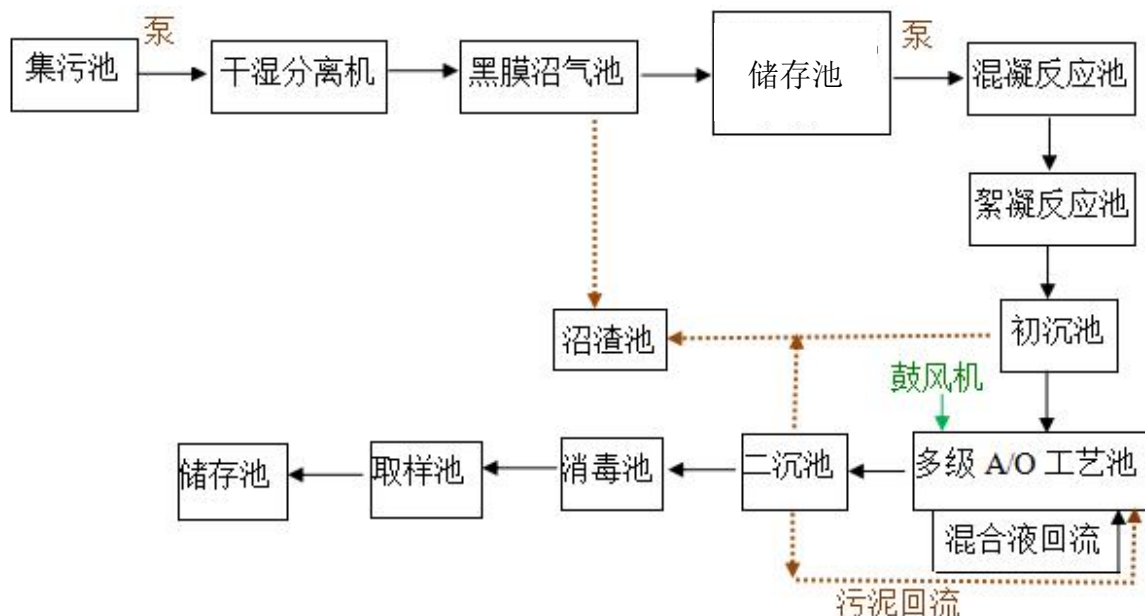 泵
泵
集污池
干湿分离机
黑膜沼气池
储存池
混凝反应池
絮凝反应池
沼渣池
初沉池
鼓风机
储存池
取样池
消毒池
二沉池
多级 A/O 工艺池
混合液回流
污泥回流